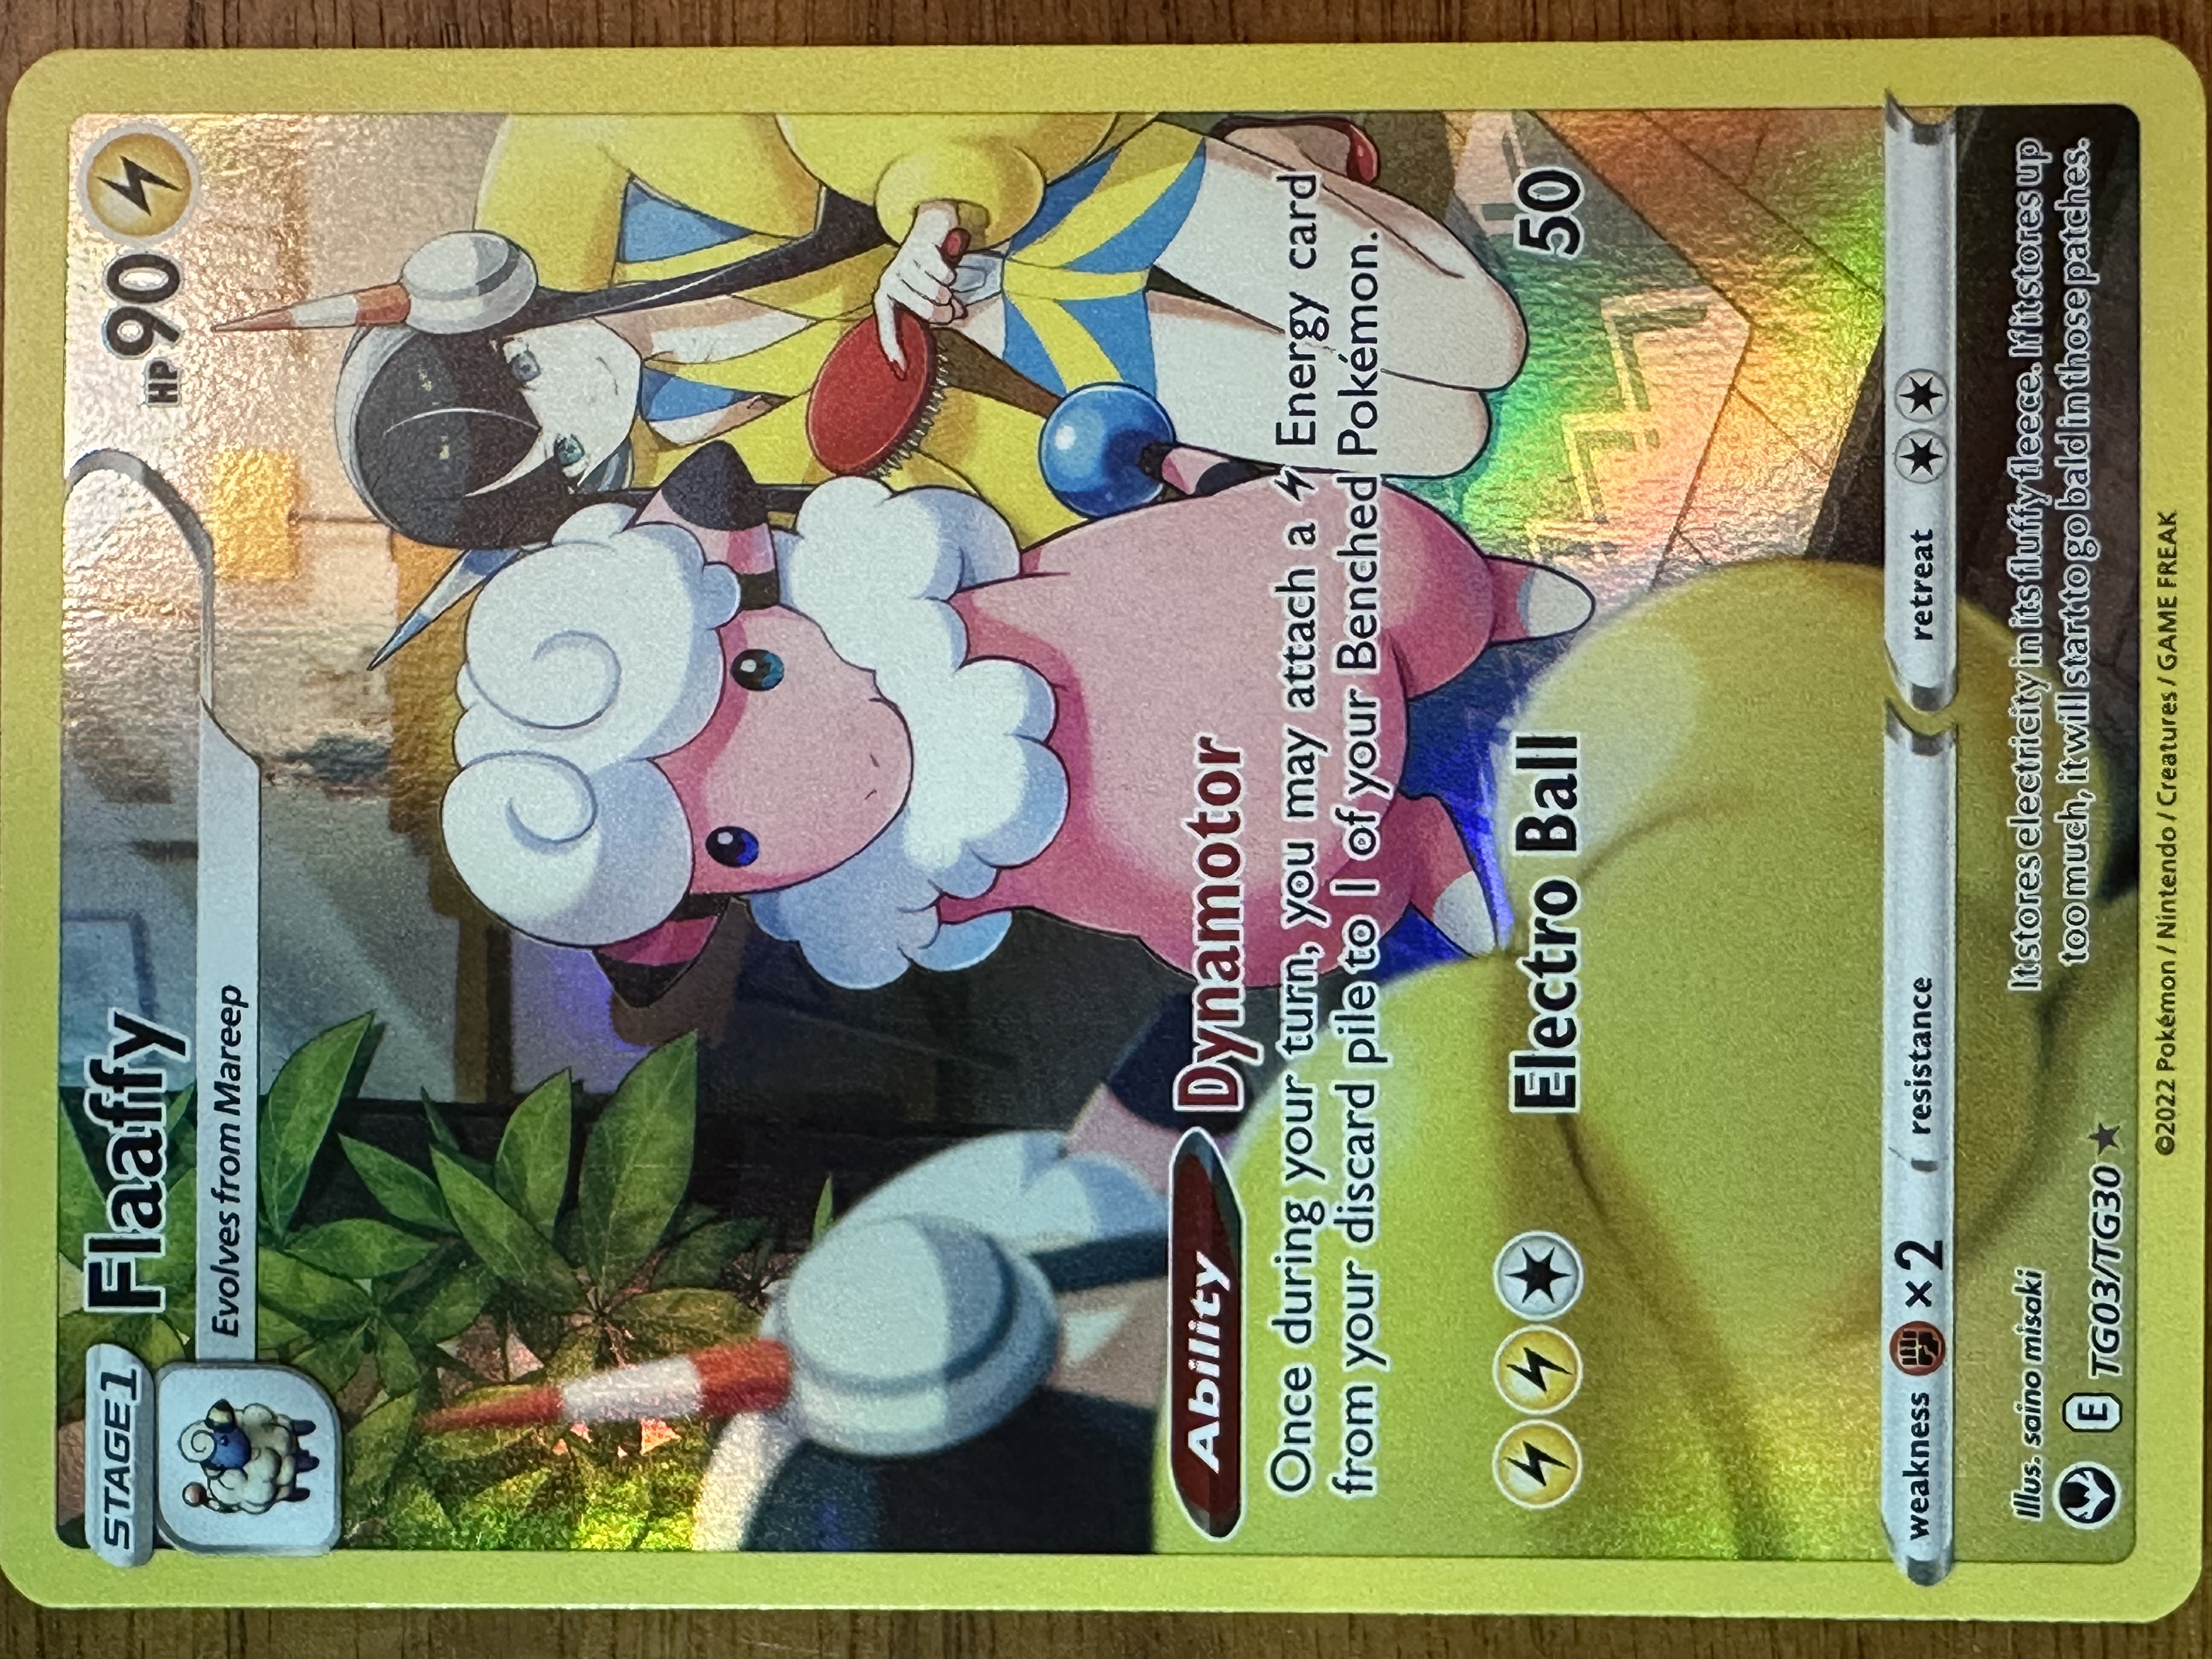 STAGE 1
Flaaffy
HP 90
Evolves from Mareep
Ability Dynamotor
Once during your turn, you may attach a Energy card
from your discard pile to 1 of your Benched Pokémon.
Electro Ball 50
weakness ×2 resistance retreat
Illus. saino misaki
It stores electricity in its fluffy fleece. If it stores up
too much, it will start to go bald in those patches.
E TG03/TG30 ★
©2022 Pokémon / Nintendo / Creatures / GAME FREAK